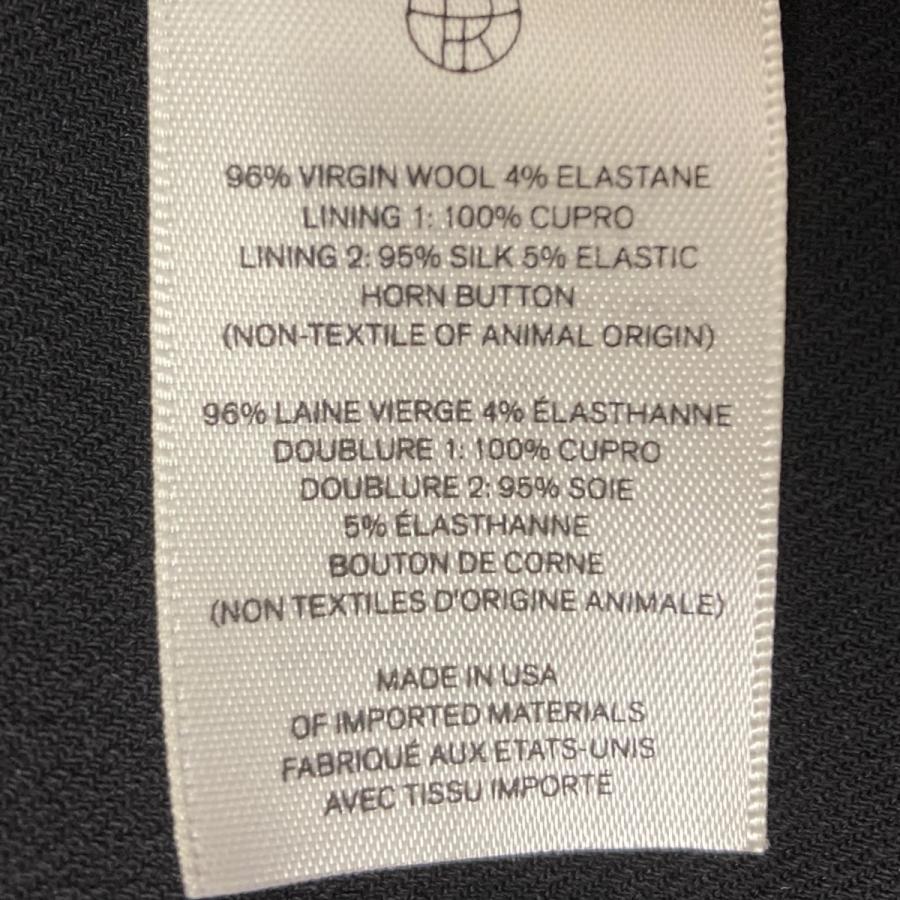 96% VIRGIN WOOL 4% ELASTANE
LINING 1: 100% CUPRO
LINING 2: 95% SILK 5% ELASTIC
HORN BUTTON
(NON-TEXTILE OF ANIMAL ORIGIN)
96% LAINE VIERGE 4% ÉLASTHANNE
DOUBLURE 1: 100% CUPRO
DOUBLURE 2: 95% SOIE
5% ÉLASTHANNE
BOUTON DE CORNE
(NON TEXTILES D'ORIGINE ANIMALE)
MADE IN USA
OF IMPORTED MATERIALS
FABRIQUÉ AUX ETATS-UNIS
AVEC TISSU IMPORTÉ